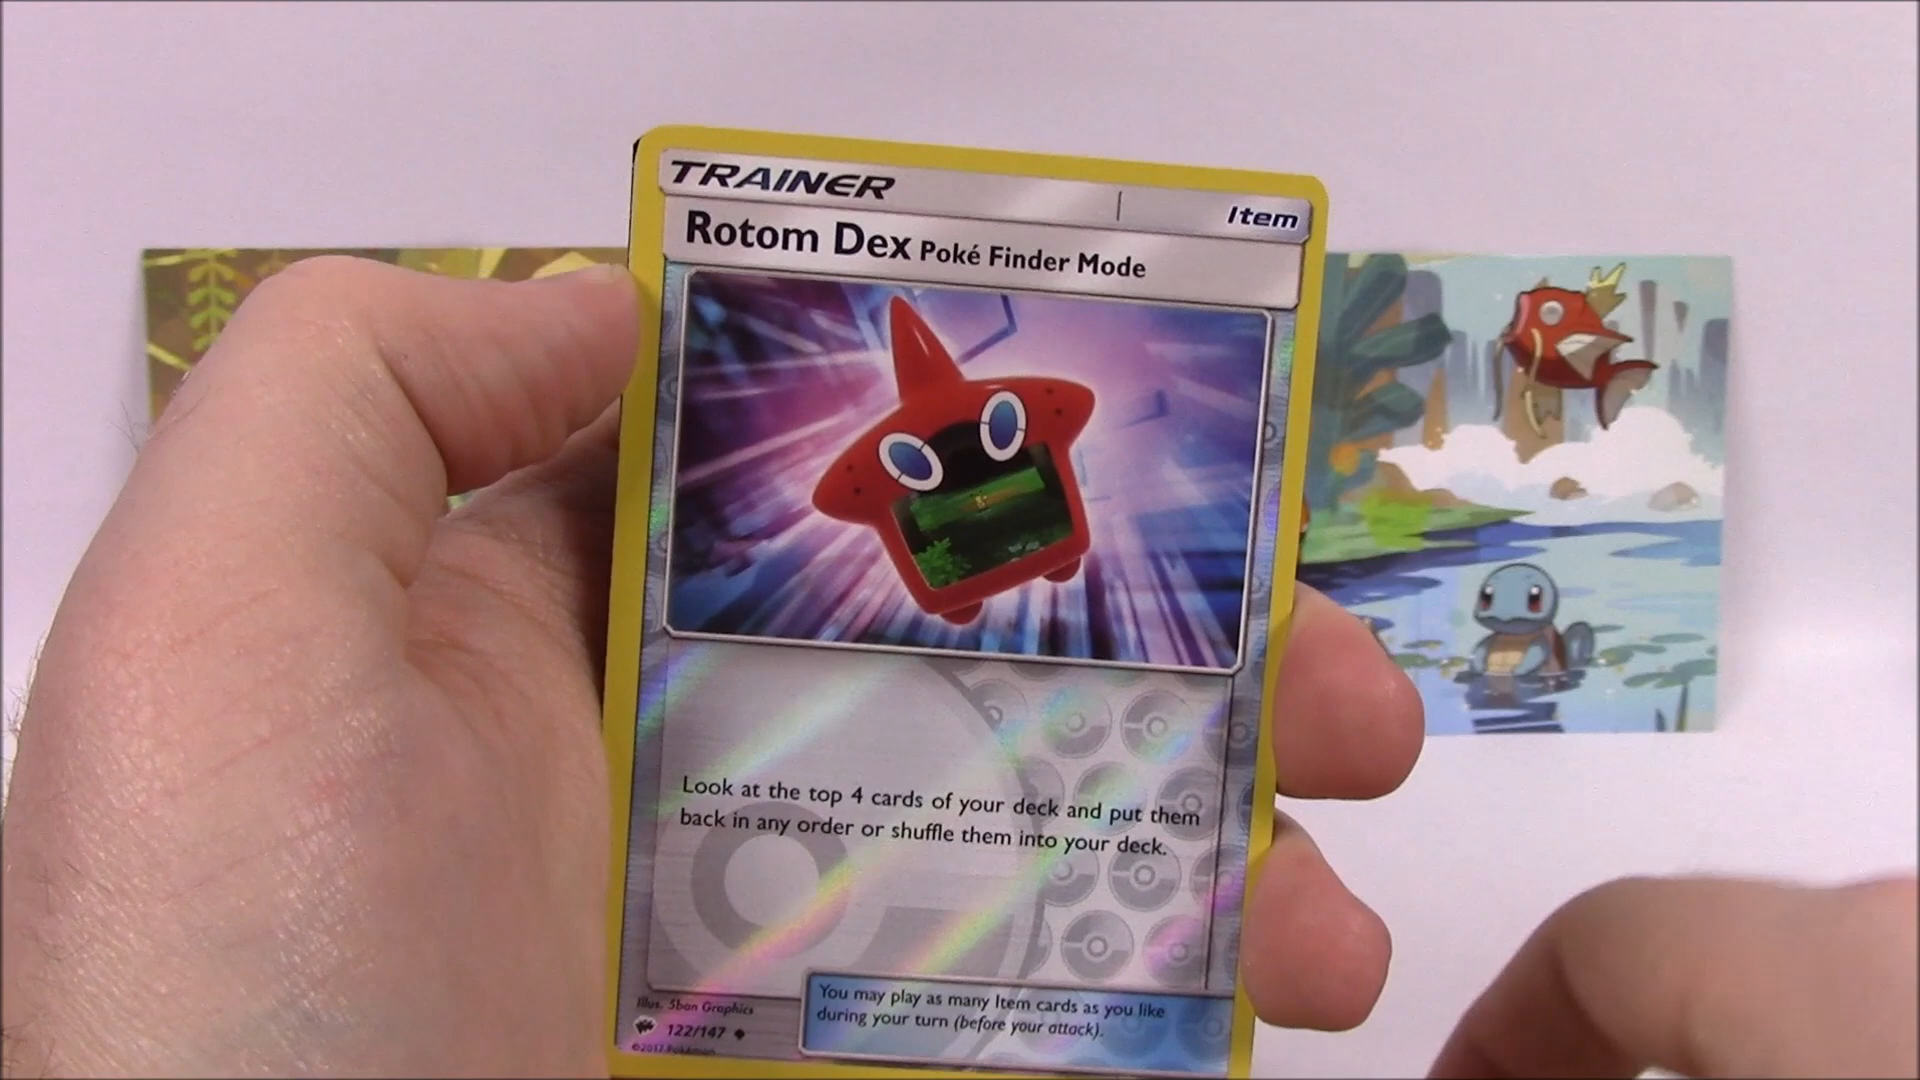 TRAINER
Item
Rotom Dex Poké Finder Mode
Look at the top 4 cards of your deck and put them
back in any order or shuffle them into your deck.
You may play as many Item cards as you like
during your turn (before your attack).
Illus. 5ban Graphics
122/147
©2017 Pokémon